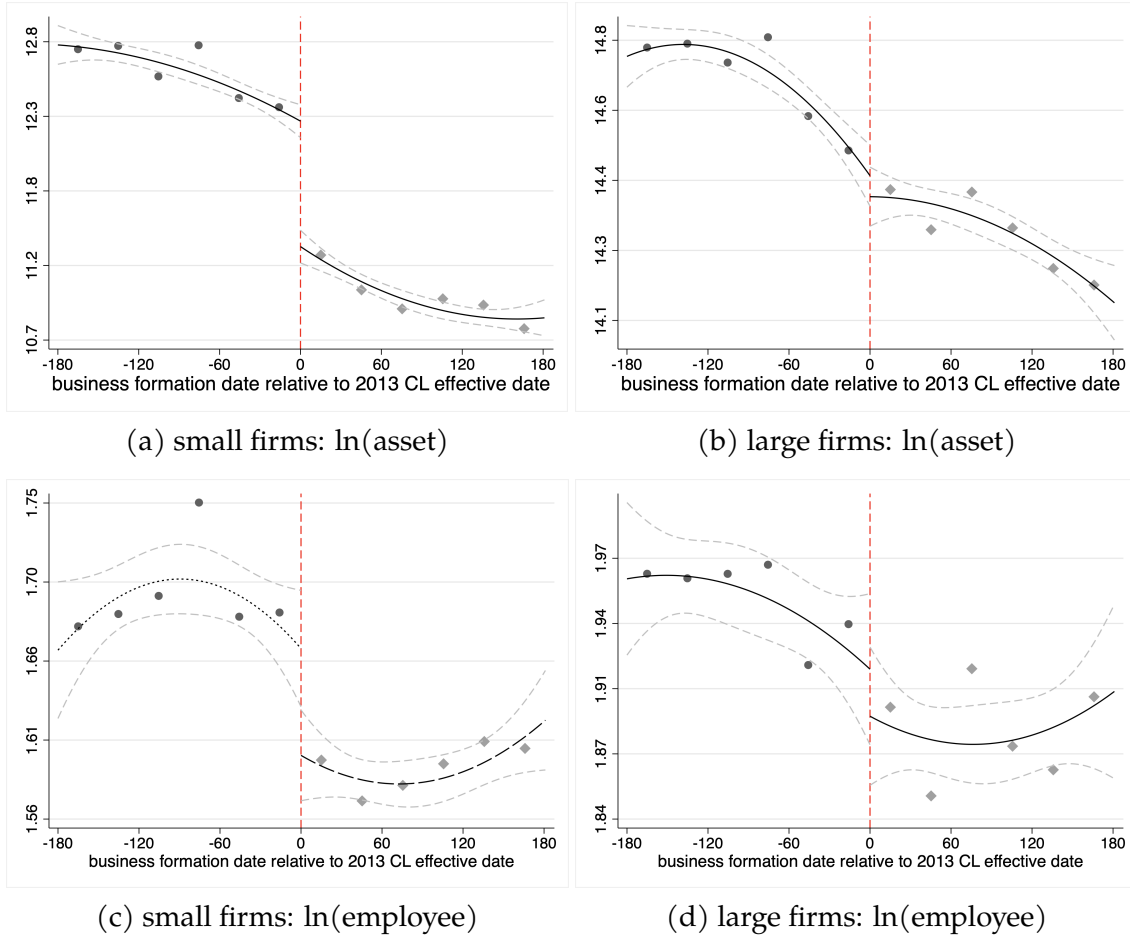 12.8
12.3
11.8
11.2
10.7
-180 -120 -60 0 60 120 180
business formation date relative to 2013 CL effective date
(a) small firms: ln(asset)
14.8
14.6
14.4
14.3
14.1
-180 -120 -60 0 60 120 180
business formation date relative to 2013 CL effective date
(b) large firms: ln(asset)
1.75
1.70
1.66
1.61
1.56
-180 -120 -60 0 60 120 180
business formation date relative to 2013 CL effective date
(c) small firms: ln(employee)
1.97
1.94
1.91
1.87
1.84
-180 -120 -60 0 60 120 180
business formation date relative to 2013 CL effective date
(d) large firms: ln(employee)